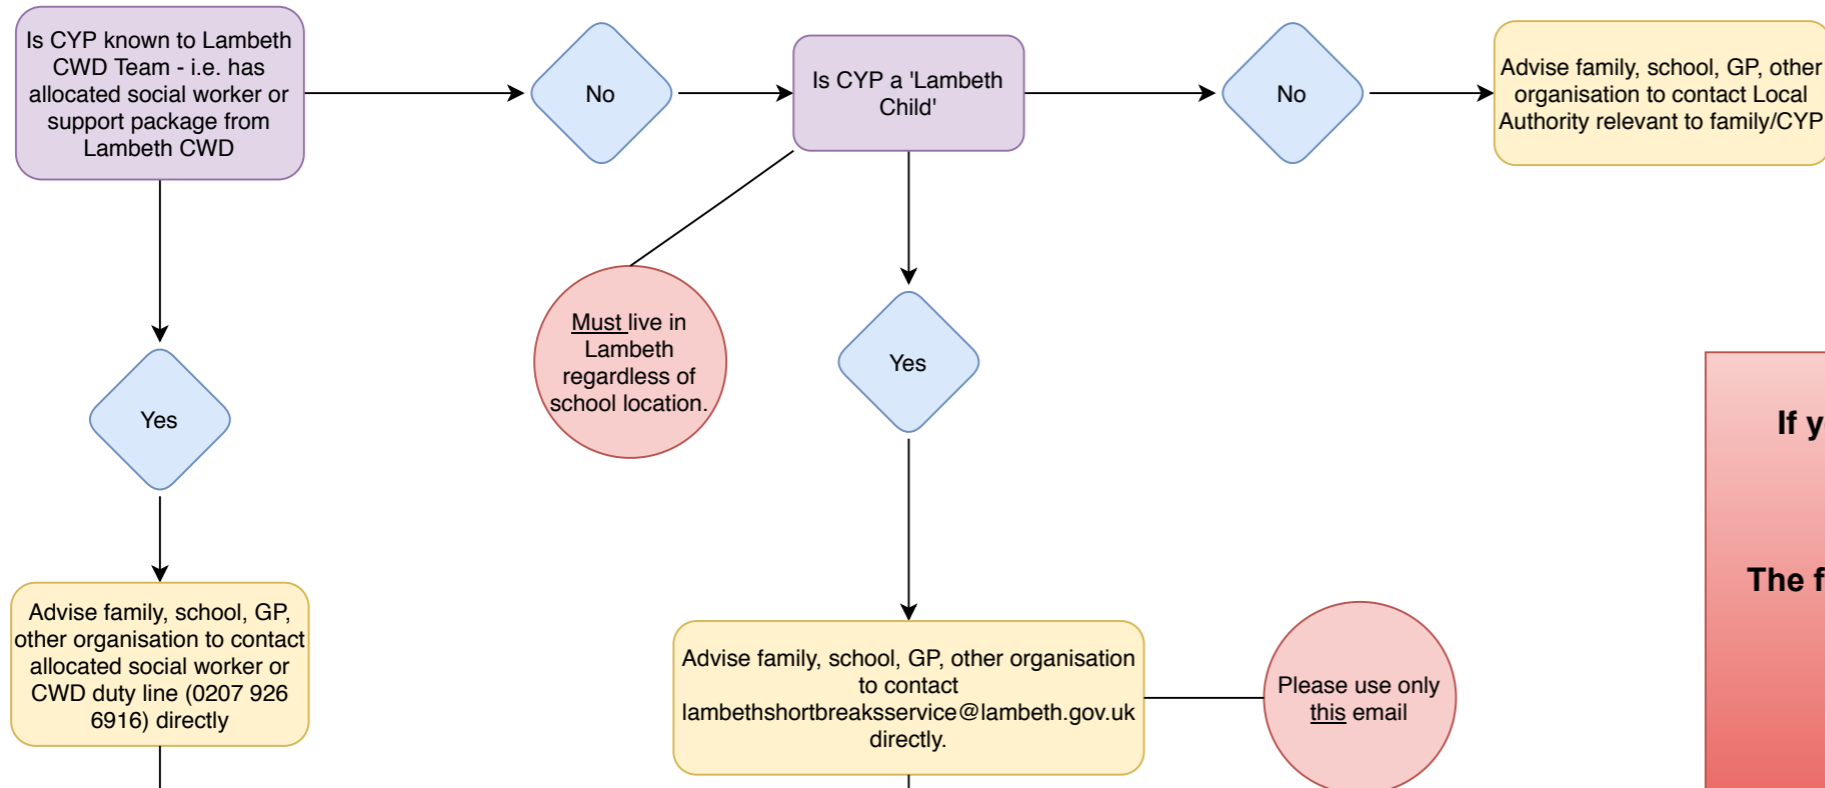 Is CYP known to Lambeth
CWD Team - i.e. has
allocated social worker or
support package from
Lambeth CWD
No
Is CYP a 'Lambeth
Child'
No
Advise family, school, GP, other
organisation to contact Local
Authority relevant to family/CYP
Must live in
Lambeth
regardless of
school location.
Yes
Yes
If y
The f
Advise family, school, GP,
other organisation to contact
allocated social worker or
CWD duty line (0207 926
6916) directly
Advise family, school, GP, other organisation
to contact
lambethshortbreaksservice@lambeth.gov.uk
directly.
Please use only
this email